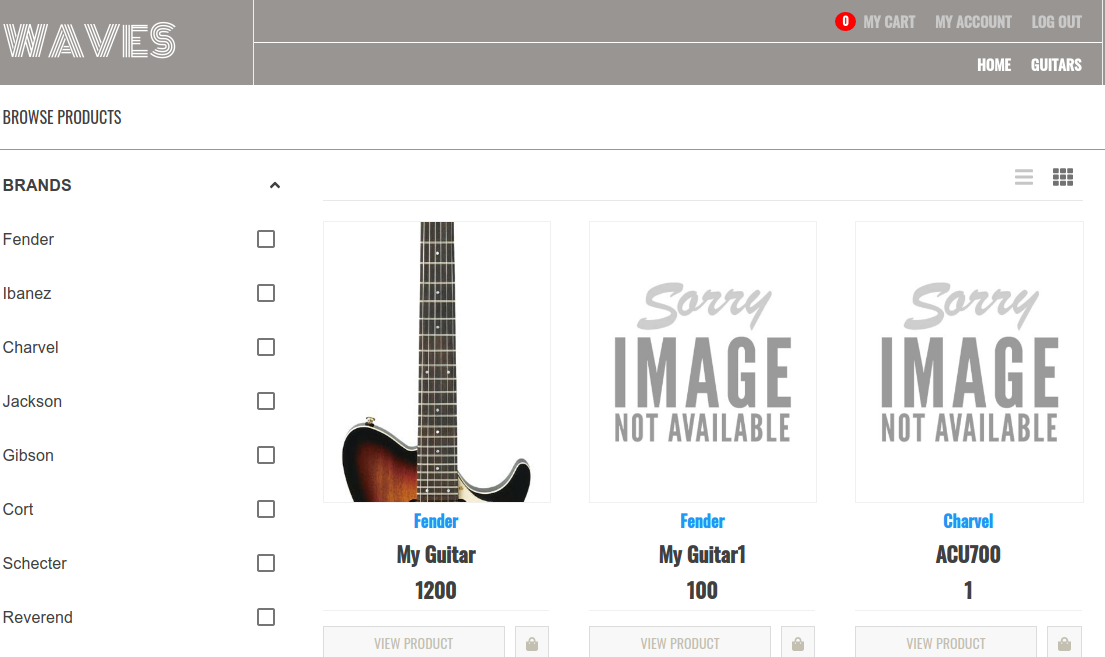 WAVES
0 MY CART MY ACCOUNT LOG OUT
HOME GUITARS
BROWSE PRODUCTS
BRANDS
Fender
Ibanez
Charvel
Jackson
Gibson
Cort
Schecter
Reverend
Fender
My Guitar
1200
VIEW PRODUCT
Sorry
IMAGE
NOT AVAILABLE
Fender
My Guitar1
100
VIEW PRODUCT
Sorry
IMAGE
NOT AVAILABLE
Charvel
ACU700
1
VIEW PRODUCT